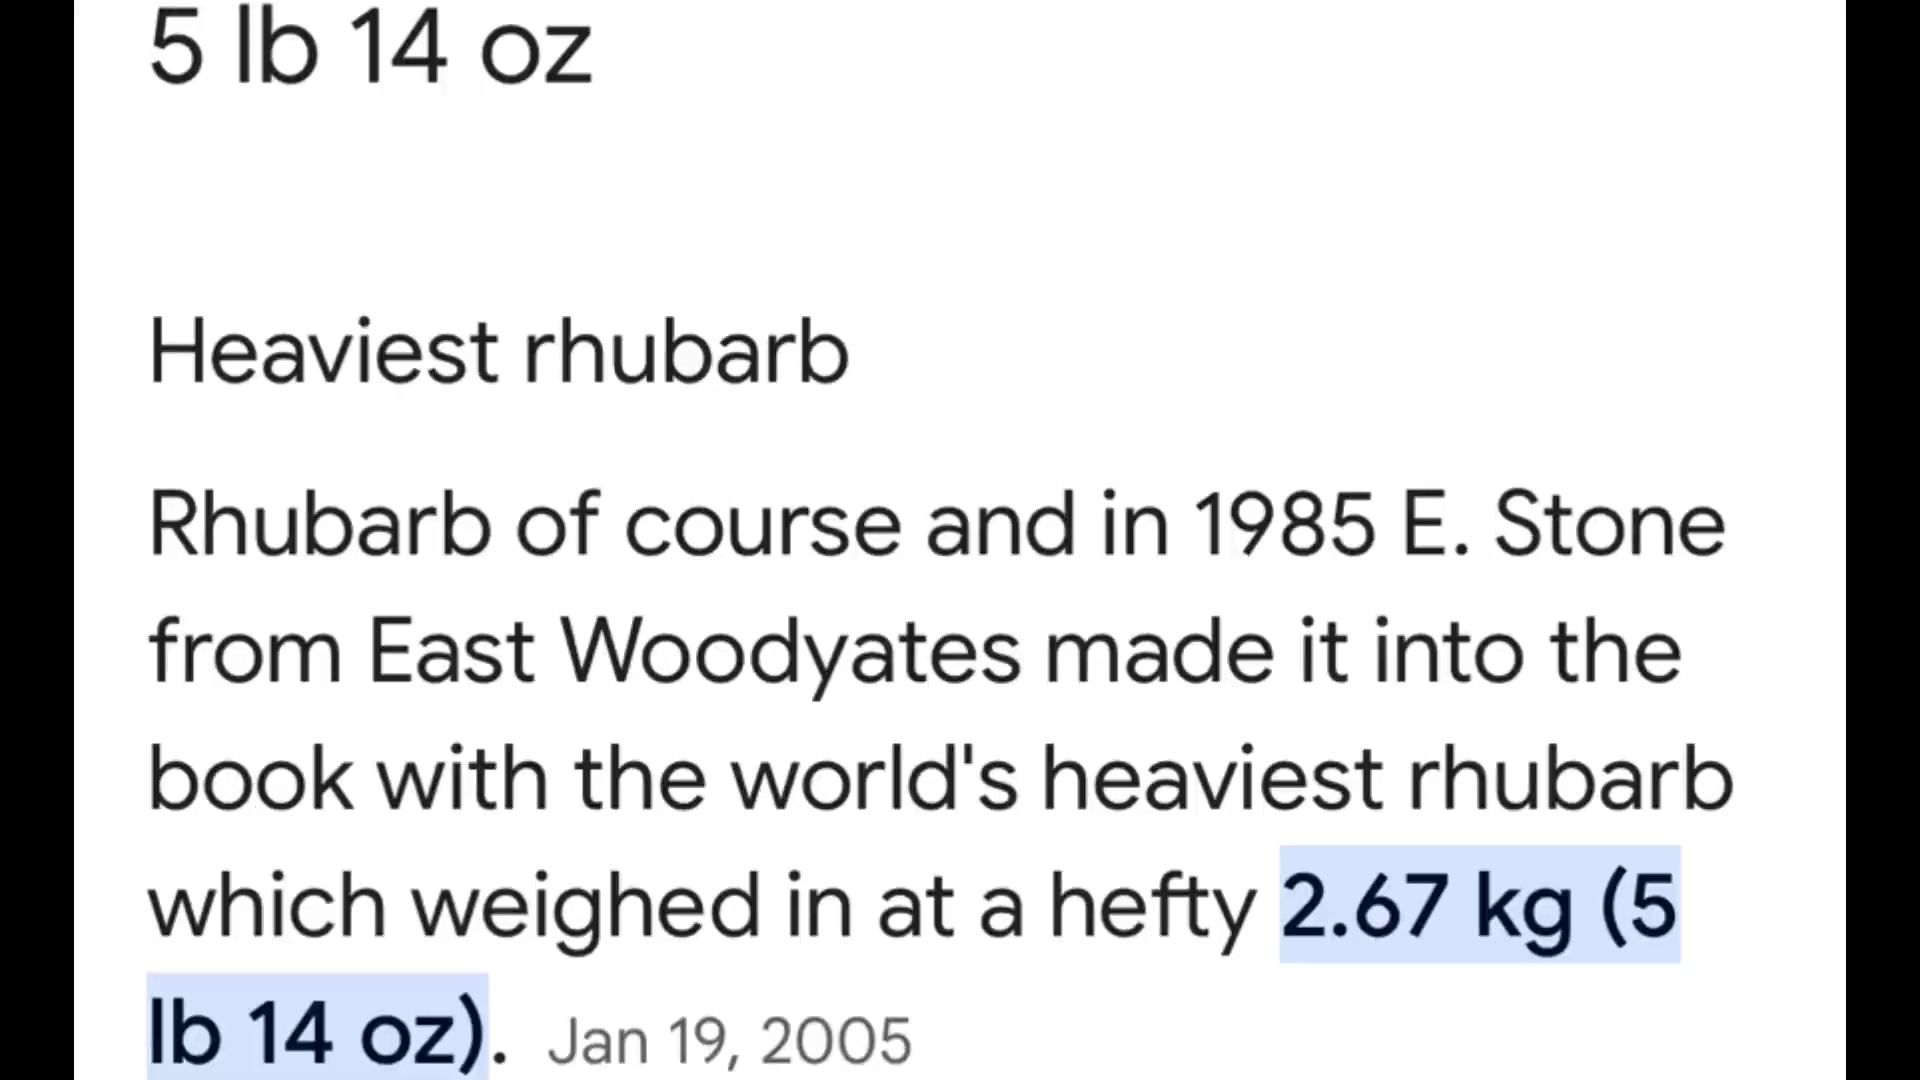 5 lb 14 oz
Heaviest rhubarb
Rhubarb of course and in 1985 E. Stone
from East Woodyates made it into the
book with the world's heaviest rhubarb
which weighed in at a hefty 2.67 kg (5
lb 14 oz). Jan 19, 2005